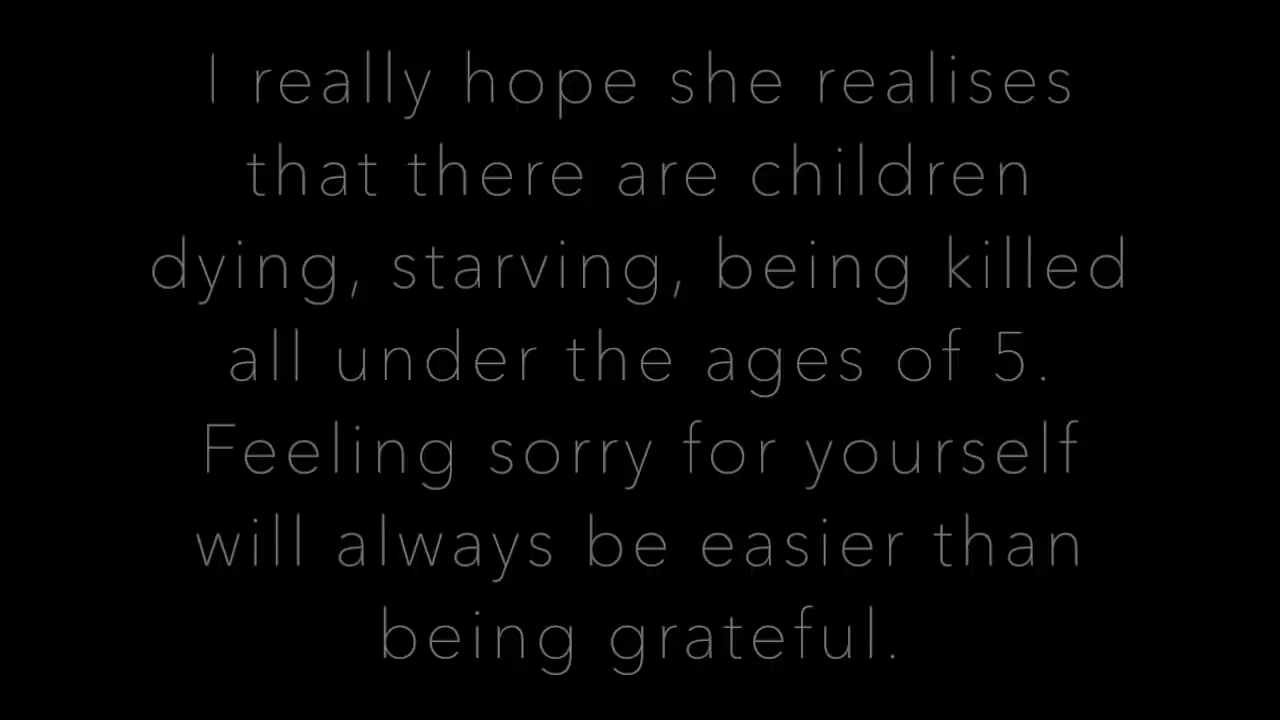 I really hope she realises
that there are children
dying, starving, being killed
all under the ages of 5.
Feeling sorry for yourself
will always be easier than
being grateful.